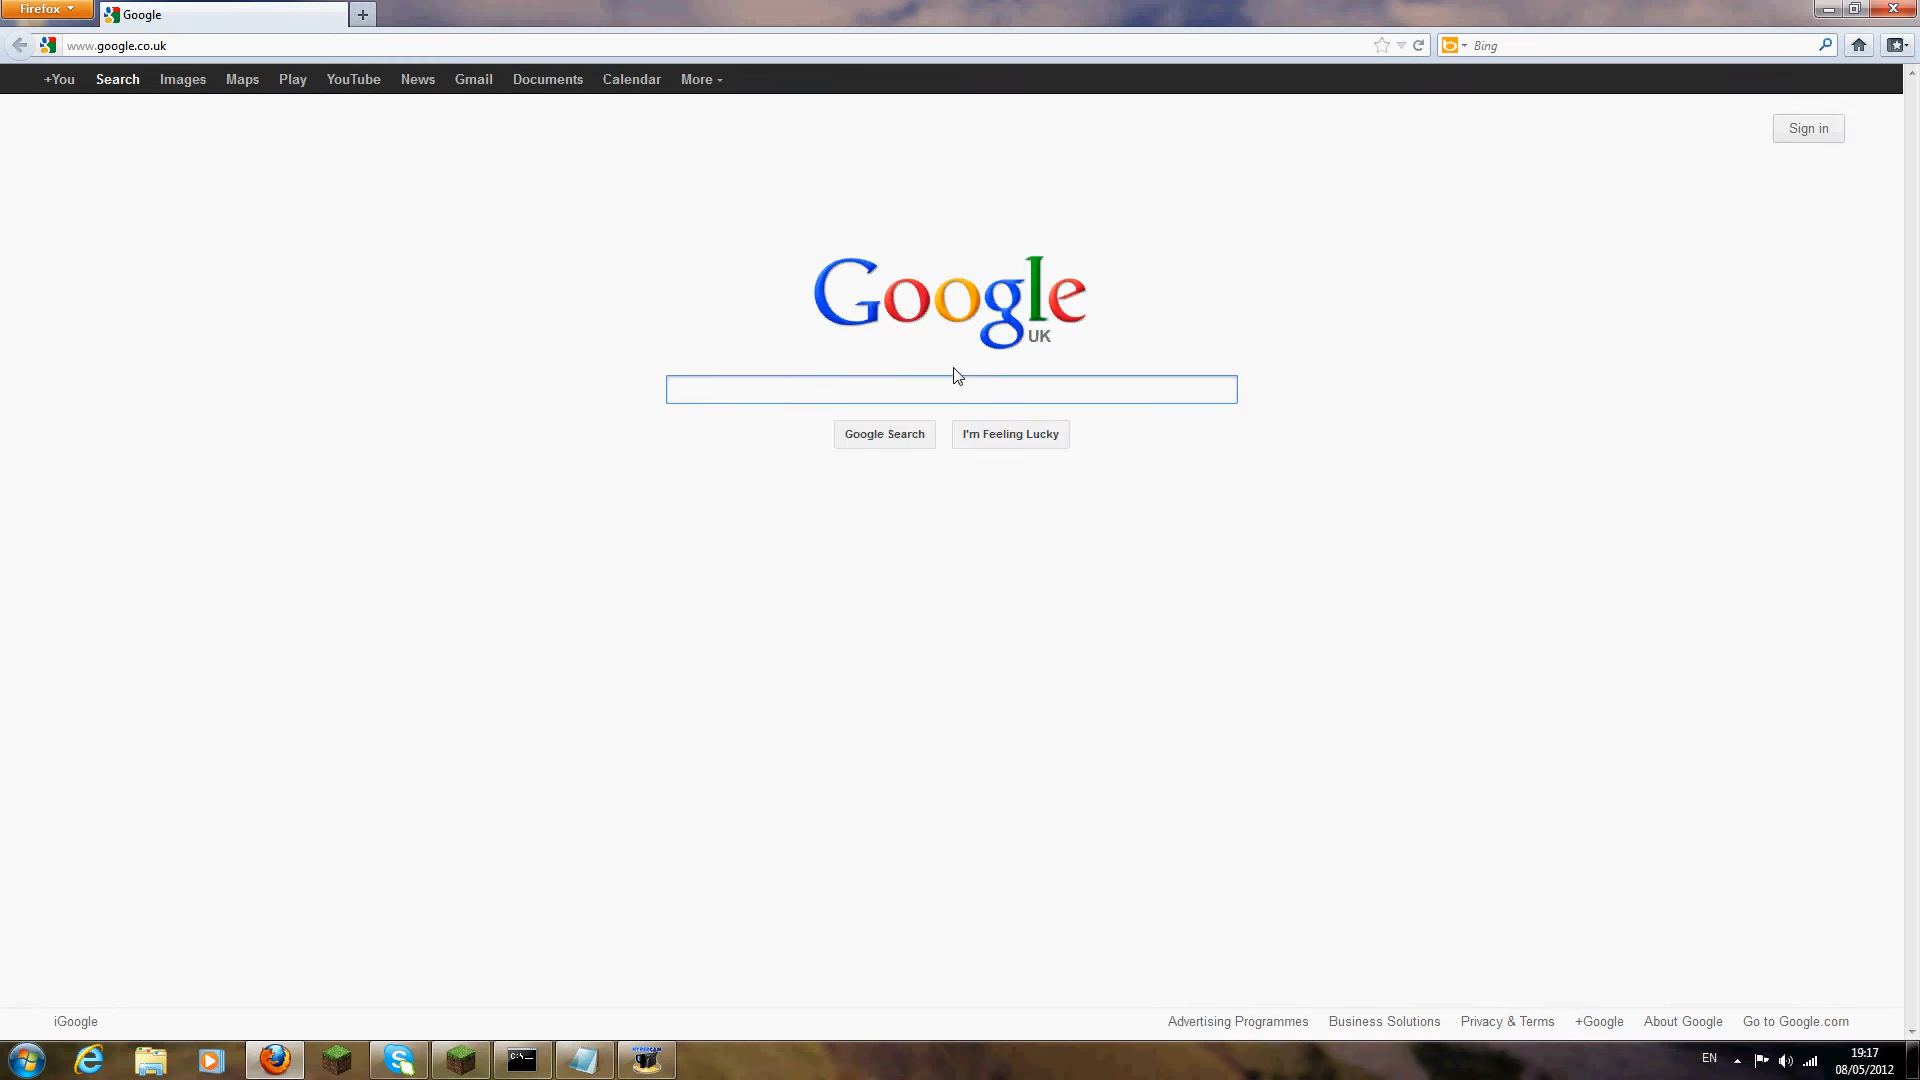 Firefox
Google
www.google.co.uk
Bing
+You Search Images Maps Play YouTube News Gmail Documents Calendar More
Sign in
Google
UK
Google Search I'm Feeling Lucky
iGoogle Advertising Programmes Business Solutions Privacy & Terms +Google About Google Go to Google.com
C:\_
HYPERCAM
EN
19:17
08/05/2012